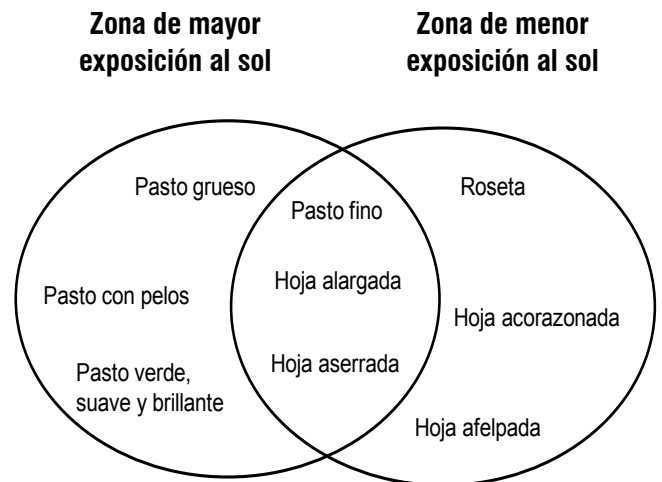 Zona de mayor
exposición al sol
Zona de menor
exposición al sol
Pasto grueso
Pasto fino
Roseta
Hoja alargada
Pasto con pelos
Hoja acorazonada
Hoja aserrada
Pasto verde,
suave y brillante
Hoja afelpada